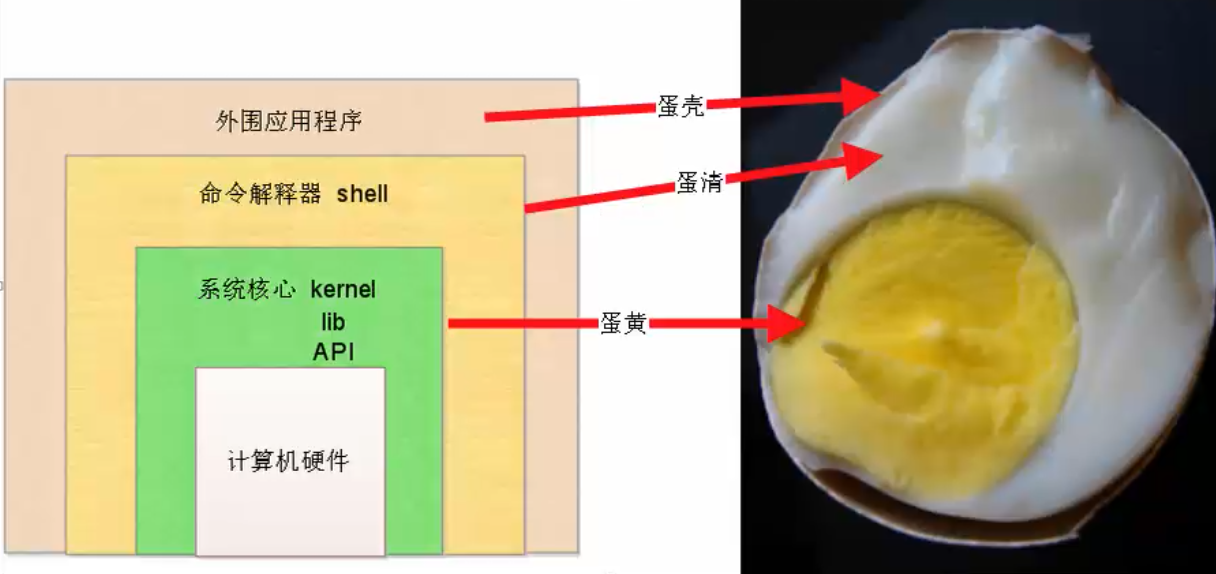 外围应用程序
蛋壳
命令解释器 shell
蛋清
系统核心 kernel
lib
蛋黄
API
计算机硬件